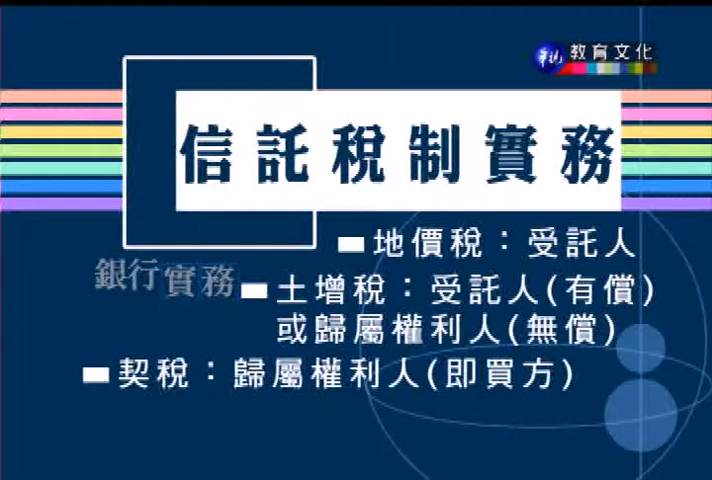 華視 教育文化
信託稅制實務
地價稅：受託人
銀行實務
土增稅：受託人(有償)
或歸屬權利人(無償)
契稅：歸屬權利人(即買方)